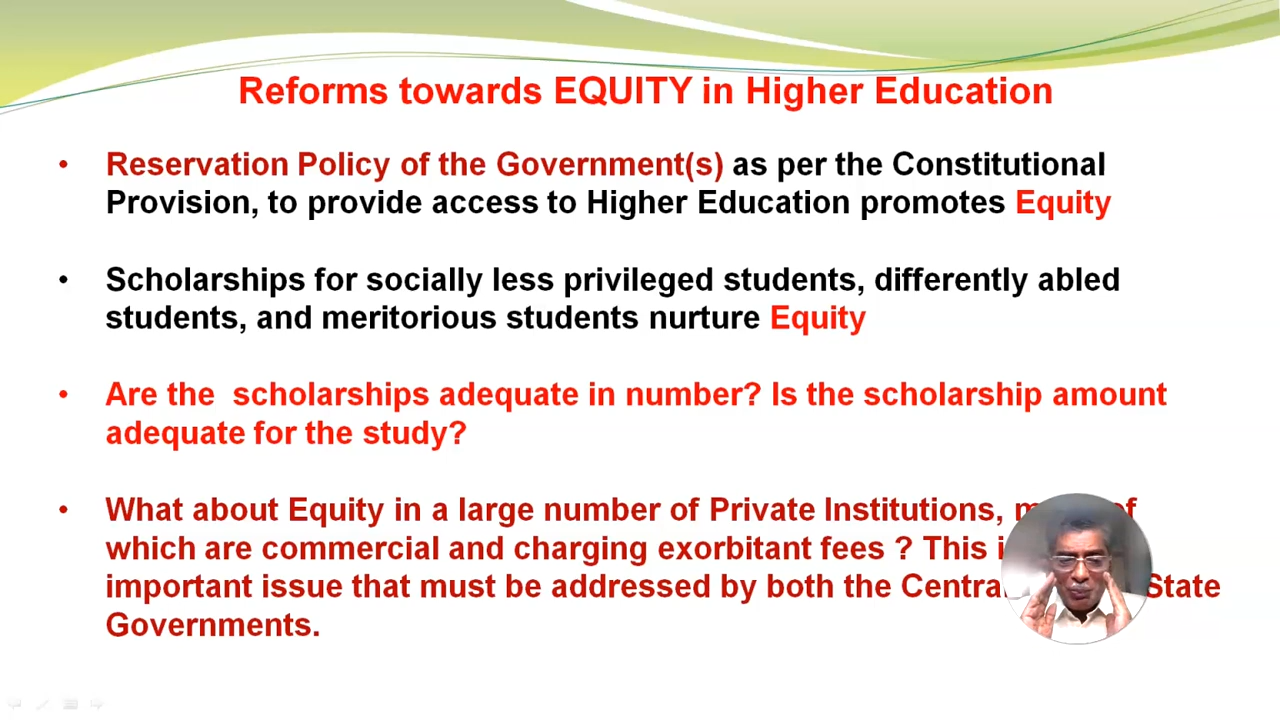 Reforms towards EQUITY in Higher Education
• Reservation Policy of the Government(s) as per the Constitutional
Provision, to provide access to Higher Education promotes Equity
• Scholarships for socially less privileged students, differently abled
students, and meritorious students nurture Equity
• Are the scholarships adequate in number? Is the scholarship amount
adequate for the study?
• What about Equity in a large number of Private Institutions, of
which are commercial and charging exorbitant fees ? This
important issue that must be addressed by both the State
Governments.